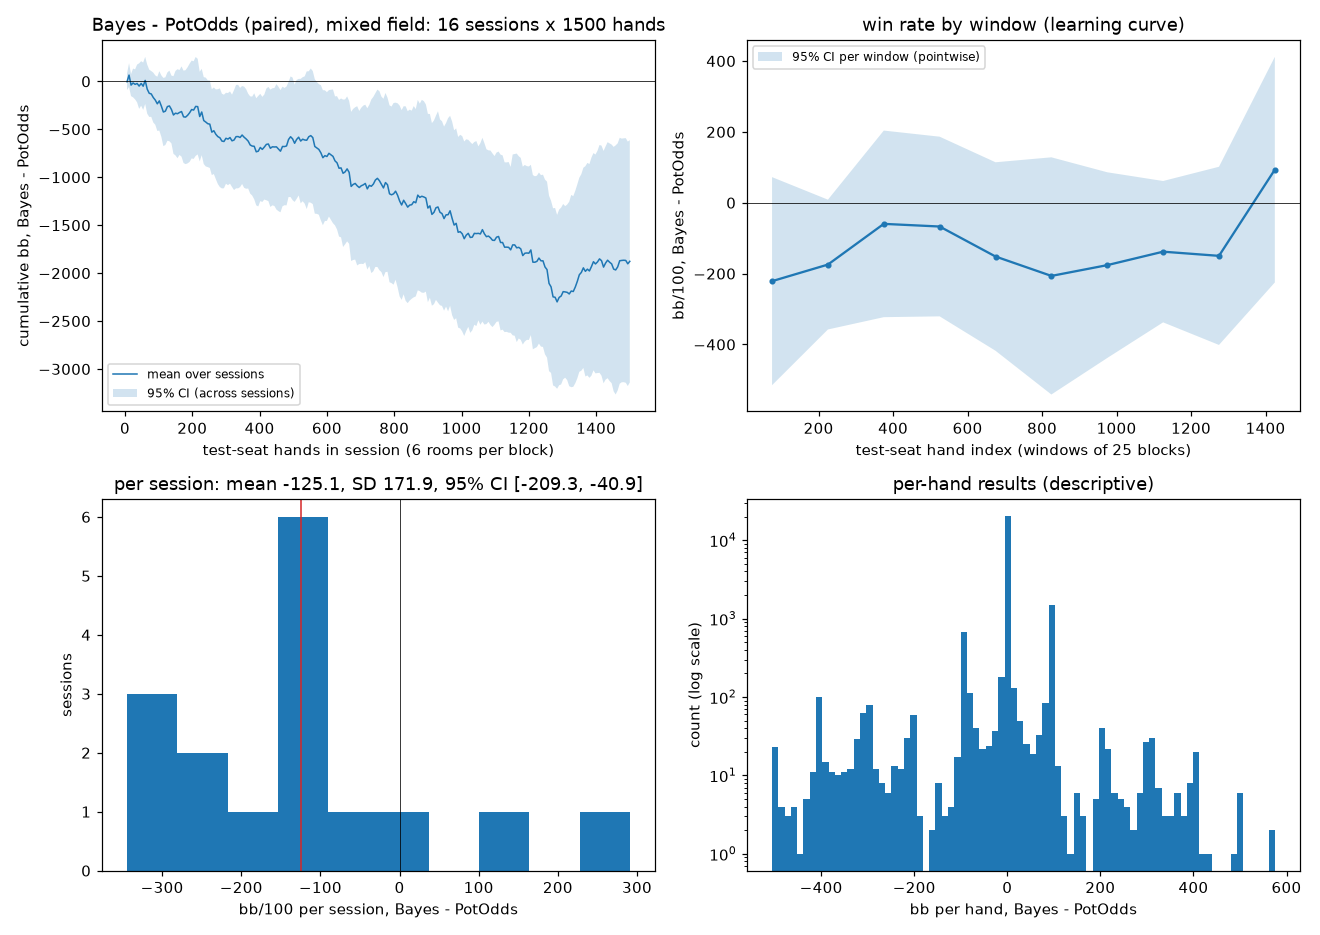 Bayes - PotOdds (paired), mixed field: 16 sessions x 1500 hands
cumulative bb, Bayes - PotOdds
0
−500
−1000
−1500
−2000
−2500
−3000
mean over sessions
95% CI (across sessions)
0 200 400 600 800 1000 1200 1400
test-seat hands in session (6 rooms per block)
win rate by window (learning curve)
bb/100, Bayes - PotOdds
400
200
0
−200
−400
95% CI per window (pointwise)
200 400 600 800 1000 1200 1400
test-seat hand index (windows of 25 blocks)
per session: mean -125.1, SD 171.9, 95% CI [-209.3, -40.9]
sessions
6
5
4
3
2
1
0
−300 −200 −100 0 100 200 300
bb/100 per session, Bayes - PotOdds
per-hand results (descriptive)
count (log scale)
10⁴
10³
10²
10¹
10⁰
−400 −200 0 200 400 600
bb per hand, Bayes - PotOdds